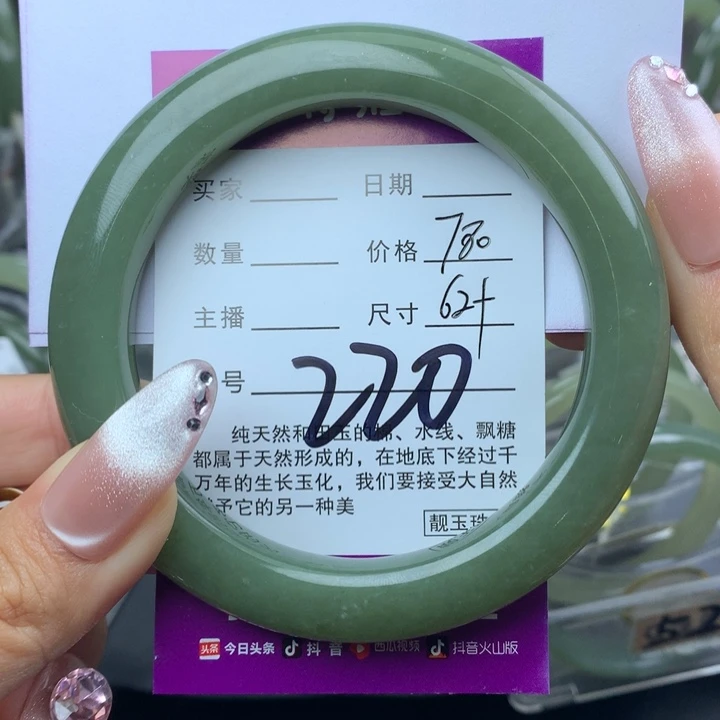 买家 日期
数量 价格 730
主播 尺寸 62+
号 220
纯天然和田玉的棉、水线、飘糖
都属于天然形成的，在地底下经过千
万年的生长玉化，我们要接受大自然
予它的另一种美
靓玉珠
头条 今日头条 抖音 西瓜视频 抖音火山版